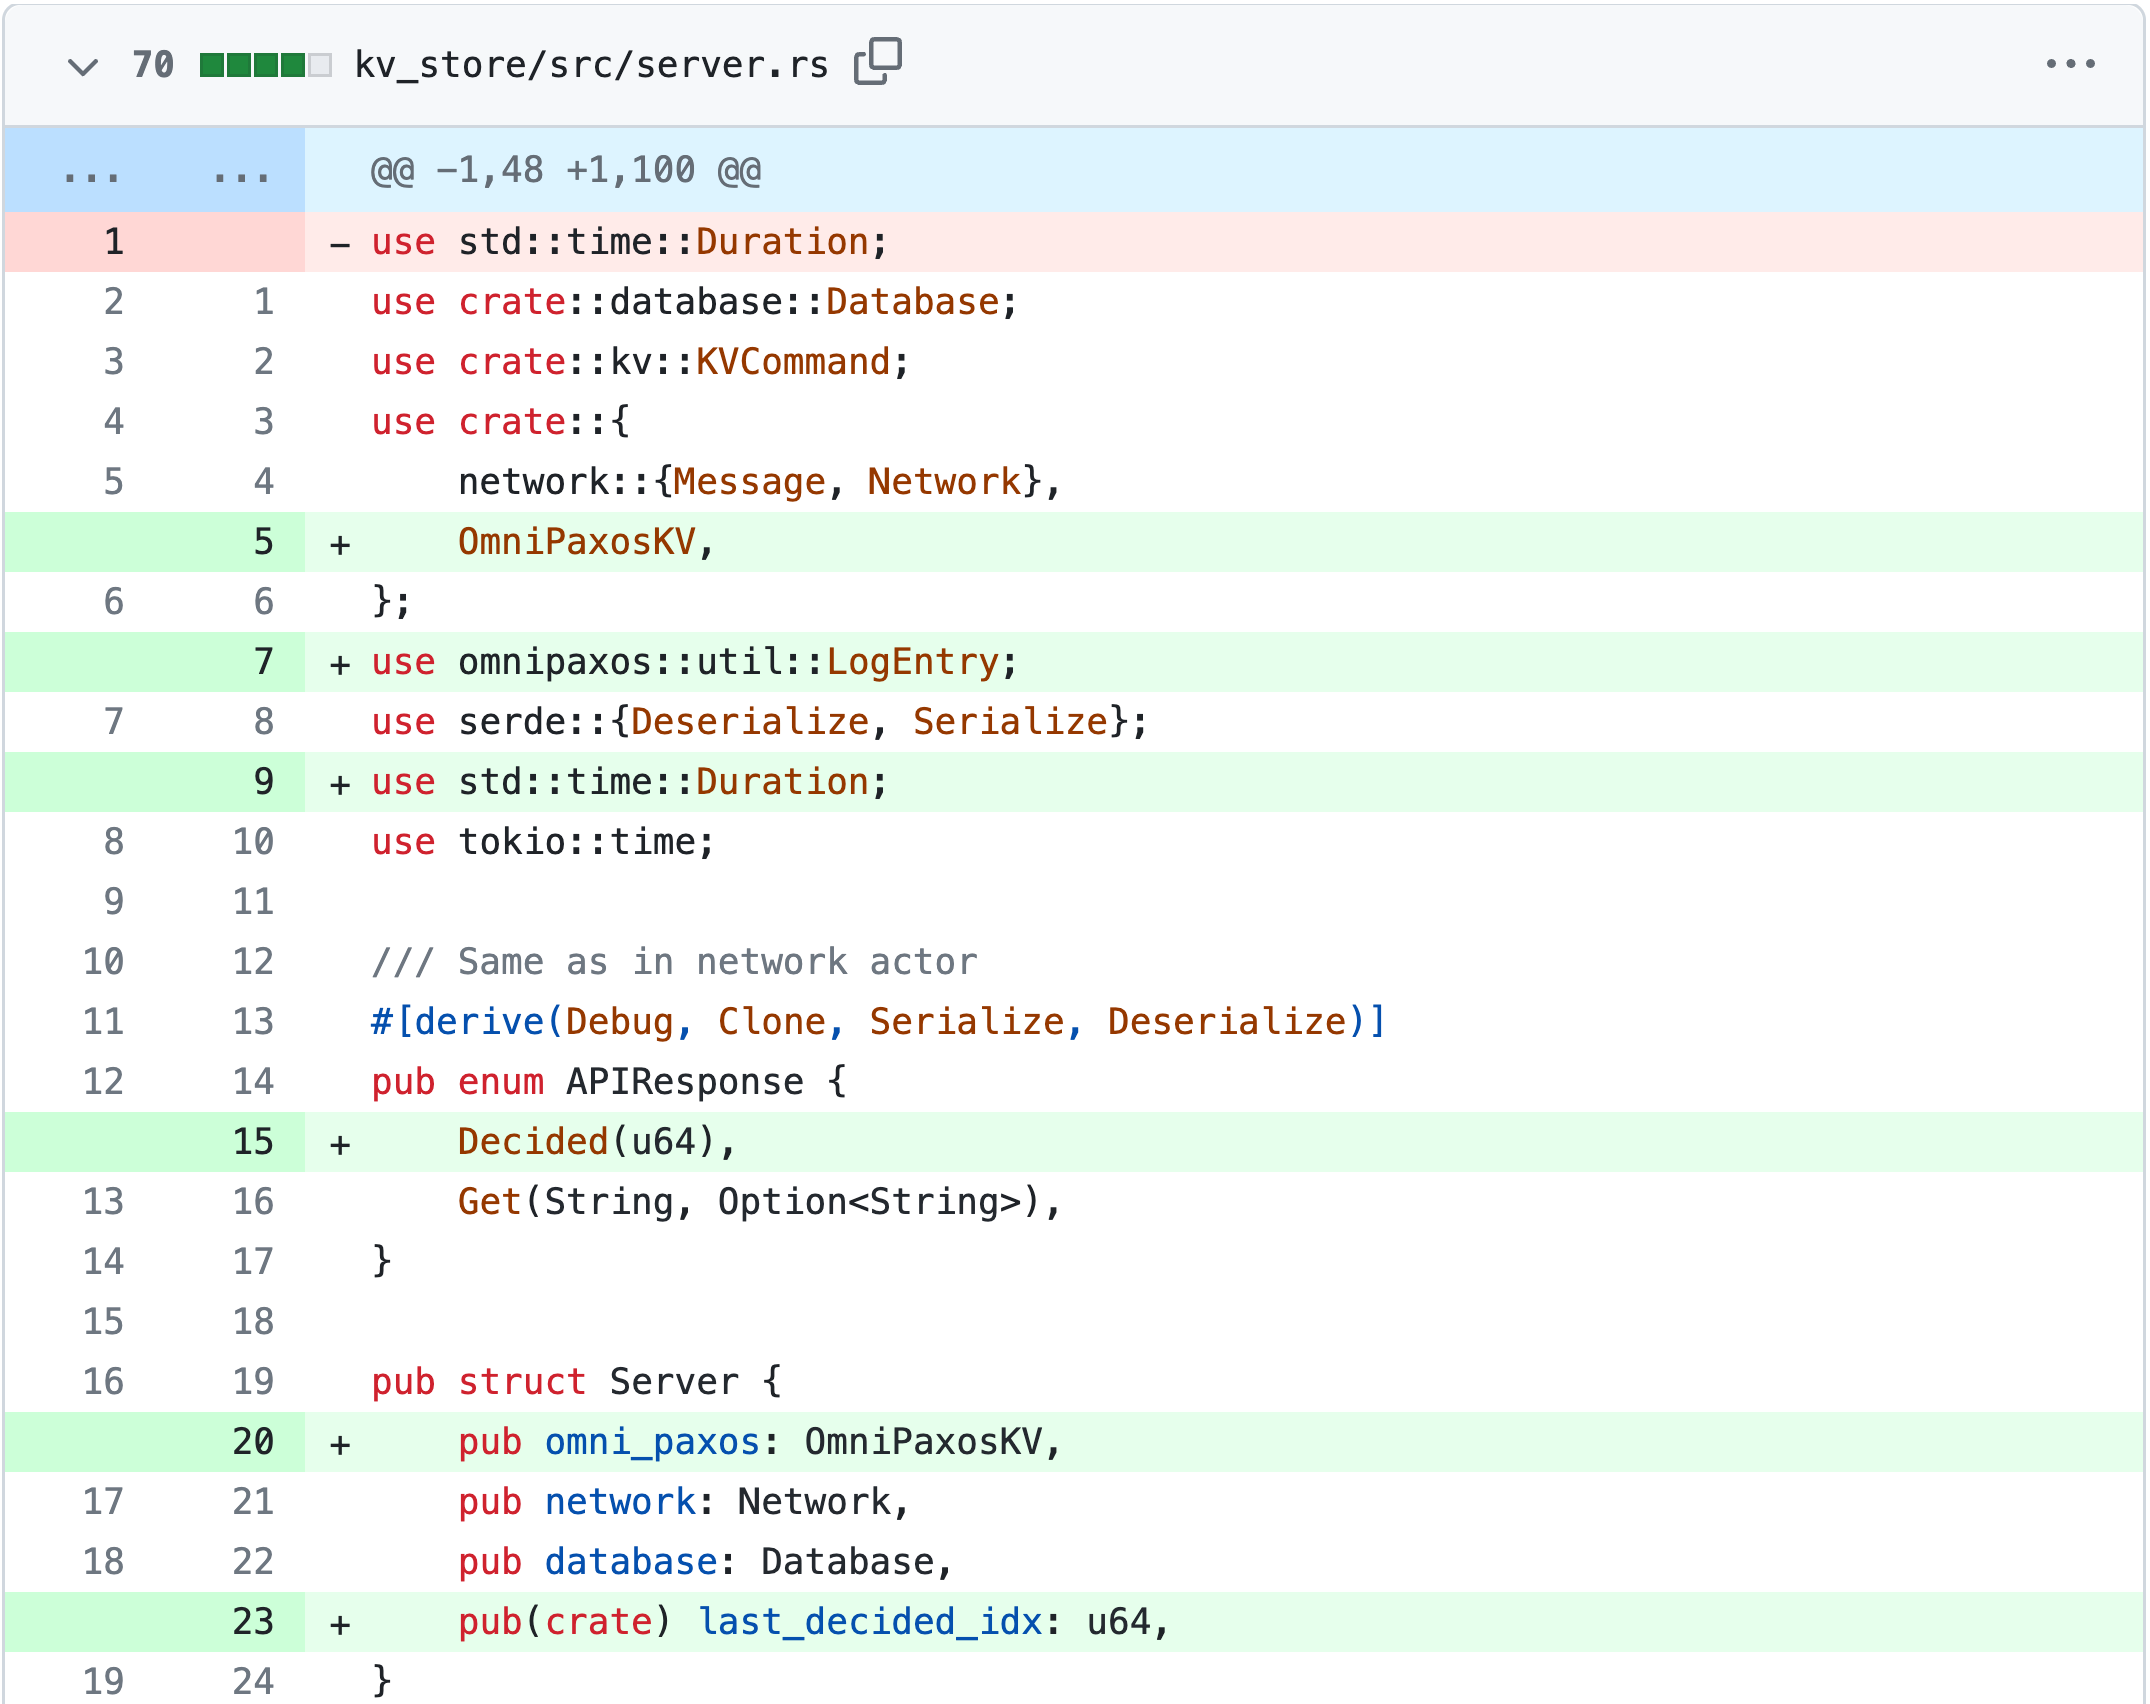 70 kv_store/src/server.rs ...
... ... @@ -1,48 +1,100 @@
1 - use std::time::Duration;
2 1 use crate::database::Database;
3 2 use crate::kv::KVCommand;
4 3 use crate::{
5 4     network::{Message, Network},
5 +     OmniPaxosKV,
6 6 };
7 + use omnipaxos::util::LogEntry;
7 8 use serde::{Deserialize, Serialize};
9 + use std::time::Duration;
8 10 use tokio::time;
9 11
10 12 /// Same as in network actor
11 13 #[derive(Debug, Clone, Serialize, Deserialize)]
12 14 pub enum APIResponse {
15 +     Decided(u64),
13 16     Get(String, Option<String>),
14 17 }
15 18
16 19 pub struct Server {
20 +     pub omni_paxos: OmniPaxosKV,
17 21     pub network: Network,
18 22     pub database: Database,
23 +     pub(crate) last_decided_idx: u64,
19 24 }